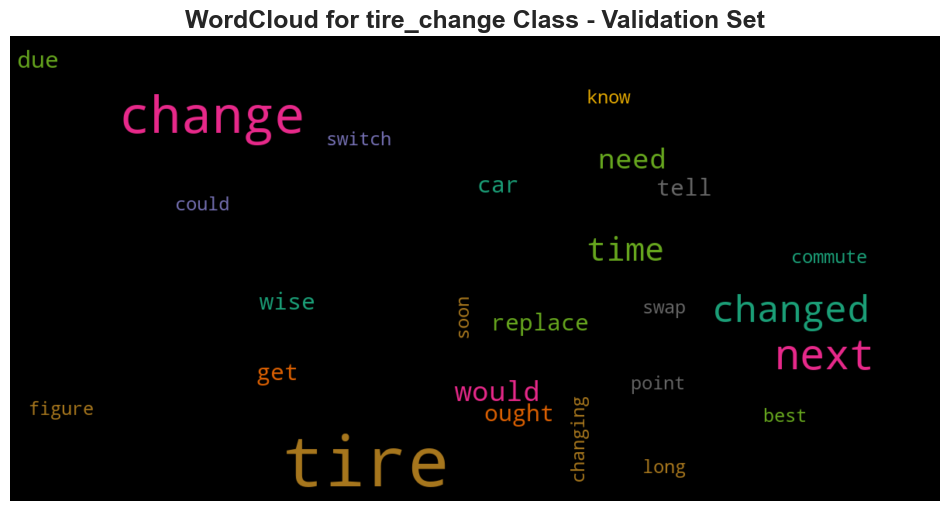 WordCloud for tire_change Class - Validation Set
due
change
know
switch
need
car
tell
could
time
commute
wise
soon
replace
swap
changed
next
get
would
point
figure
ought
changing
best
tire
long